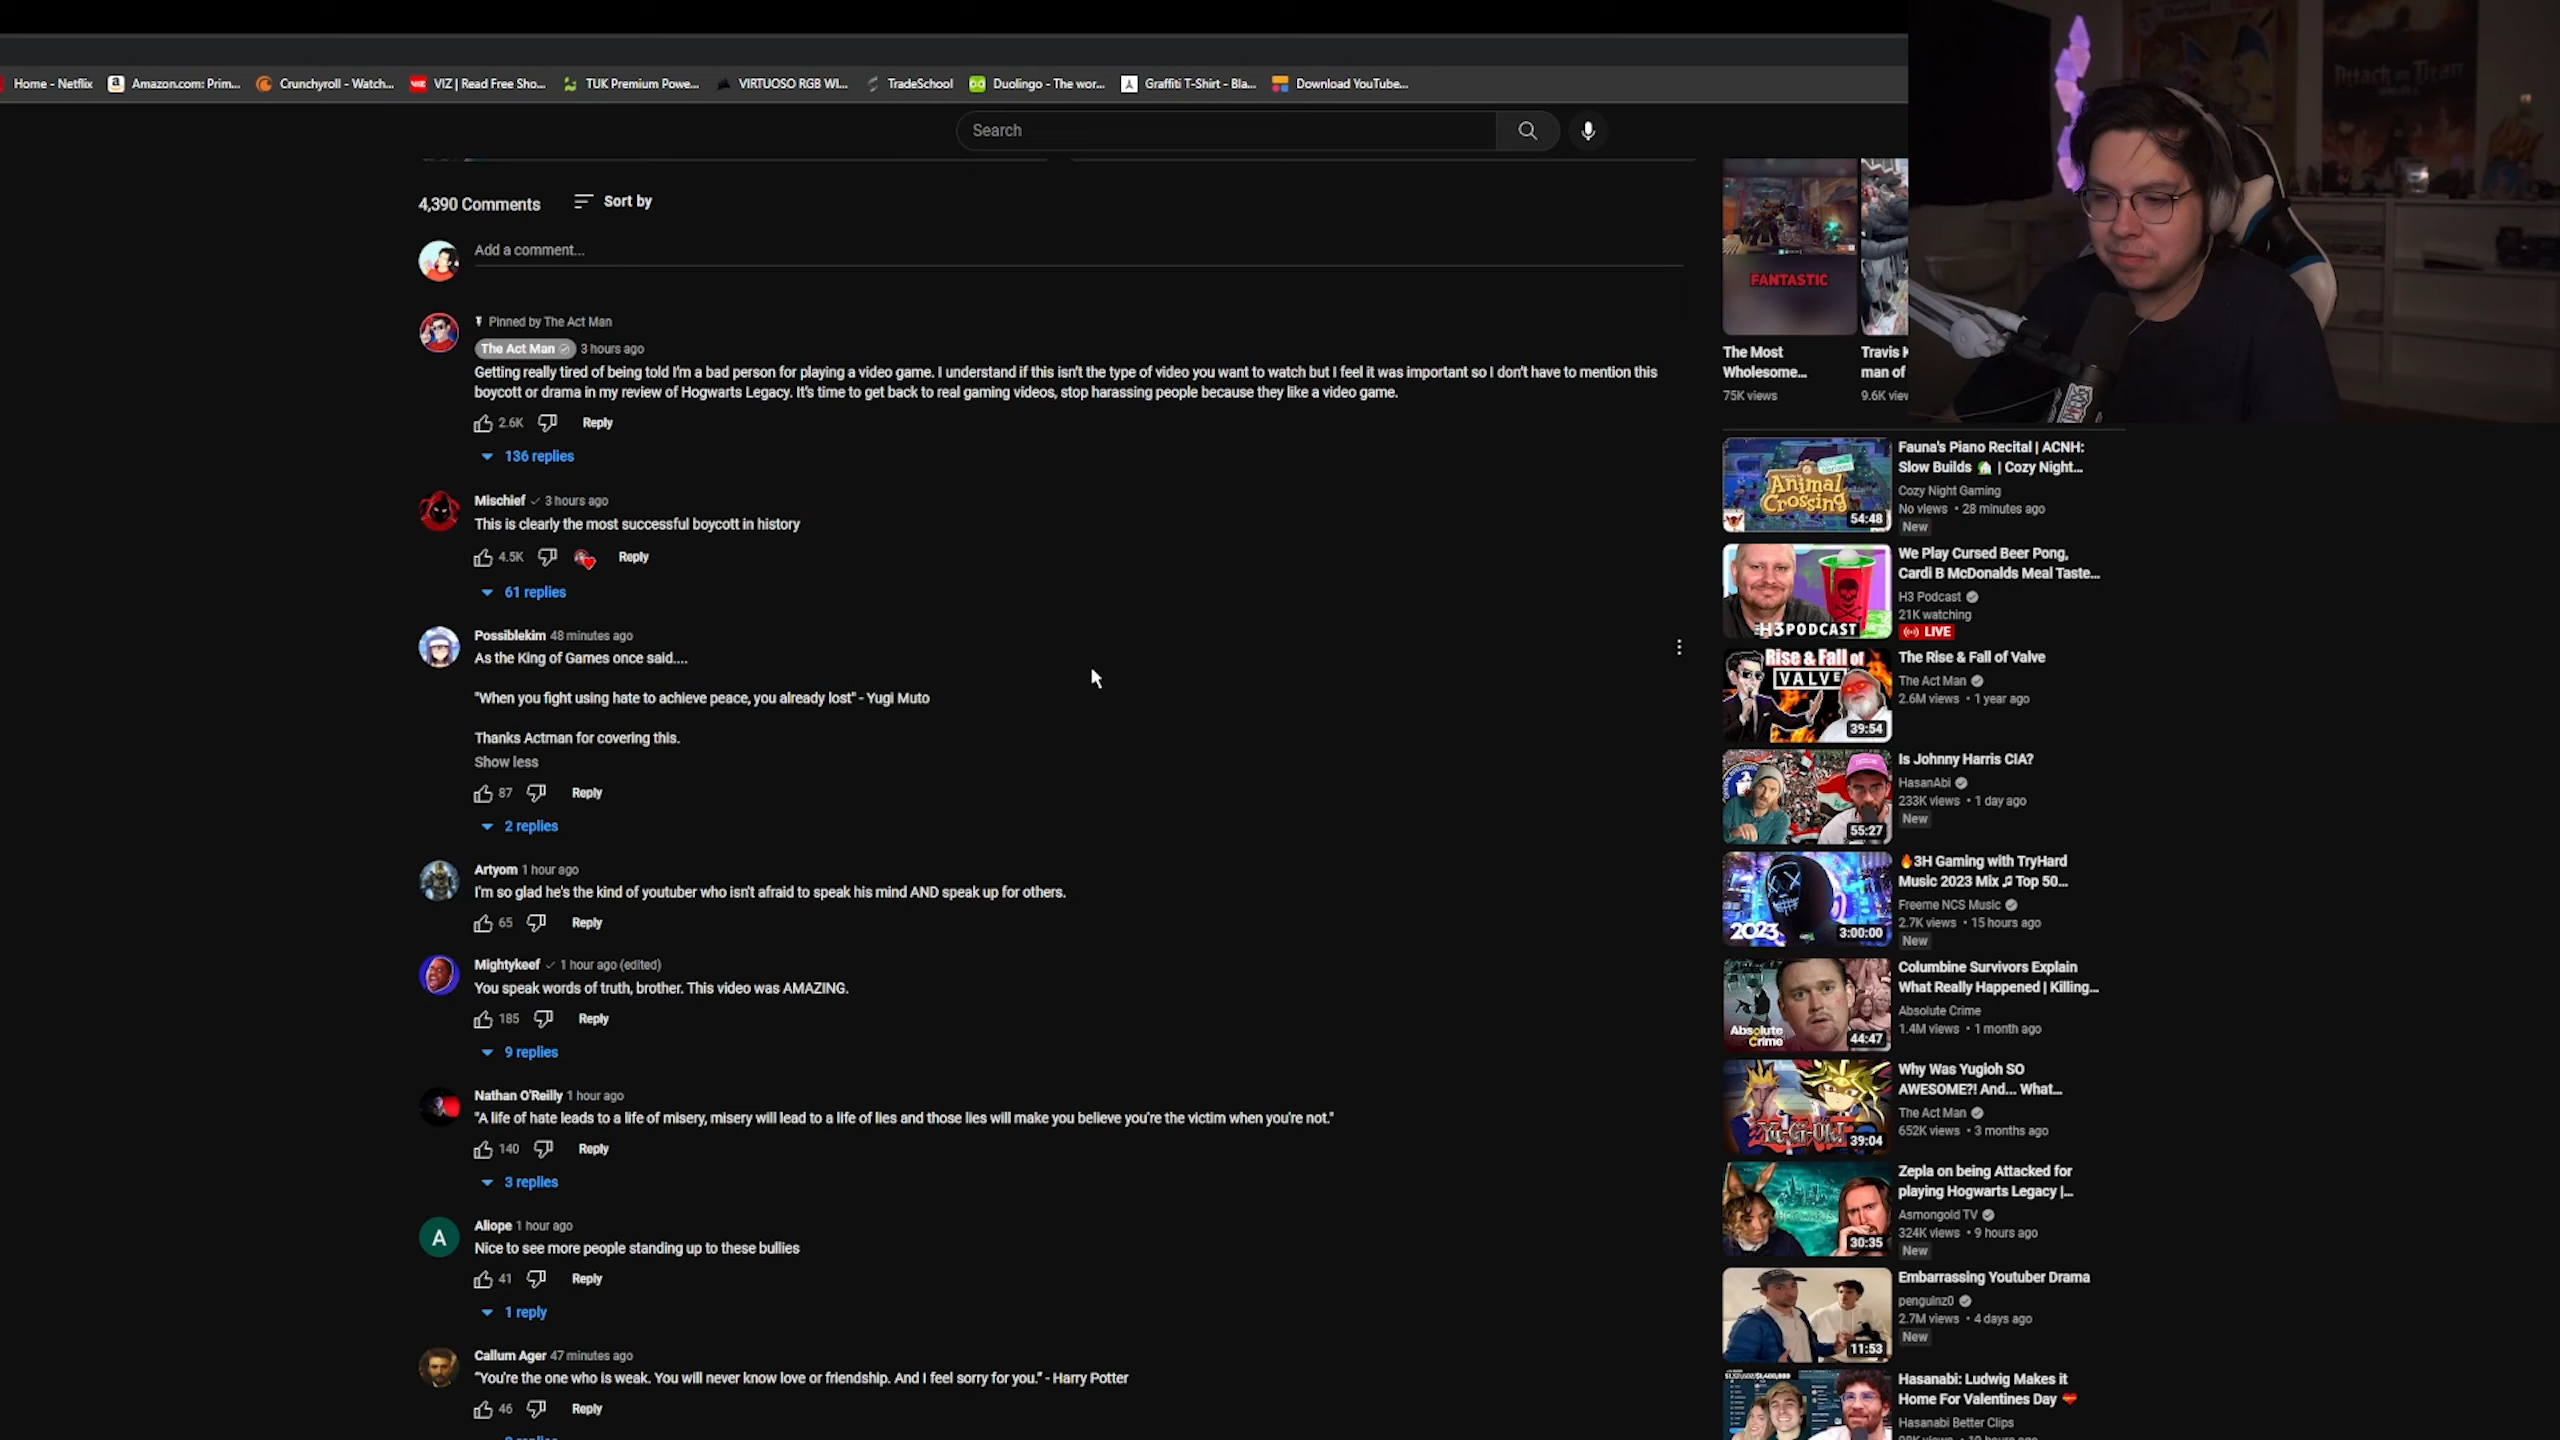 Home - Netflix
Amazon.com: Prim...
Crunchyroll - Watch...
VIZ | Read Free Sho...
TUK Premium Powe...
VIRTUOSO RGB WI...
TradeSchool
Duolingo - The wor...
Graffiti T-Shirt - Bla...
Download YouTube...
Search
4,390 Comments
Sort by
Add a comment...
Pinned by The Act Man
The Act Man 3 hours ago
Getting really tired of being told I'm a bad person for playing a video game. I understand if this isn't the type of video you want to watch but I feel it was important so I don't have to mention this
boycott or drama in my review of Hogwarts Legacy. It's time to get back to real gaming videos, stop harassing people because they like a video game.
2.6K Reply
136 replies
Mischief 3 hours ago
This is clearly the most successful boycott in history
4.5K Reply
61 replies
Possiblekim 48 minutes ago
As the King of Games once said....
"When you fight using hate to achieve peace, you already lost" - Yugi Muto
Thanks Actman for covering this.
Show less
87 Reply
2 replies
Artyom 1 hour ago
I'm so glad he's the kind of youtuber who isn't afraid to speak his mind AND speak up for others.
65 Reply
Mightykeef 1 hour ago (edited)
You speak words of truth, brother. This video was AMAZING.
185 Reply
9 replies
Nathan O'Reilly 1 hour ago
"A life of hate leads to a life of misery, misery will lead to a life of lies and those lies will make you believe you're the victim when you're not."
140 Reply
3 replies
A
Aliope 1 hour ago
Nice to see more people standing up to these bullies
41 Reply
1 reply
Callum Ager 47 minutes ago
"You're the one who is weak. You will never know love or friendship. And I feel sorry for you." - Harry Potter
46 Reply
Attack on Titan
FANTASTIC
The Most
Wholesome...
75K views
Travis K
man of
9.6K view
Animal
Crossing
54:48
Fauna's Piano Recital | ACNH:
Slow Builds | Cozy Night...
Cozy Night Gaming
No views • 28 minutes ago
New
H3PODCAST
We Play Cursed Beer Pong,
Cardi B McDonalds Meal Taste...
H3 Podcast
21K watching
LIVE
Rise & Fall of
VALVE
39:54
The Rise & Fall of Valve
The Act Man
2.6M views • 1 year ago
55:27
Is Johnny Harris CIA?
HasanAbi
233K views • 1 day ago
New
2023
3:00:00
3H Gaming with TryHard
Music 2023 Mix ♫ Top 50...
Freeme NCS Music
2.7K views • 15 hours ago
New
Absolute
Crime
44:47
Columbine Survivors Explain
What Really Happened | Killing...
Absolute Crime
1.4M views • 1 month ago
Yu-Gi-Oh!
39:04
Why Was Yugioh SO
AWESOME?! And... What...
The Act Man
652K views • 3 months ago
HOGWARTS
30:35
Zepla on being Attacked for
playing Hogwarts Legacy |...
Asmongold TV
324K views • 9 hours ago
New
11:53
Embarrassing Youtuber Drama
penguinz0
2.7M views • 4 days ago
New
Hasanabi: Ludwig Makes it
Home For Valentines Day
Hasanabi Better Clips